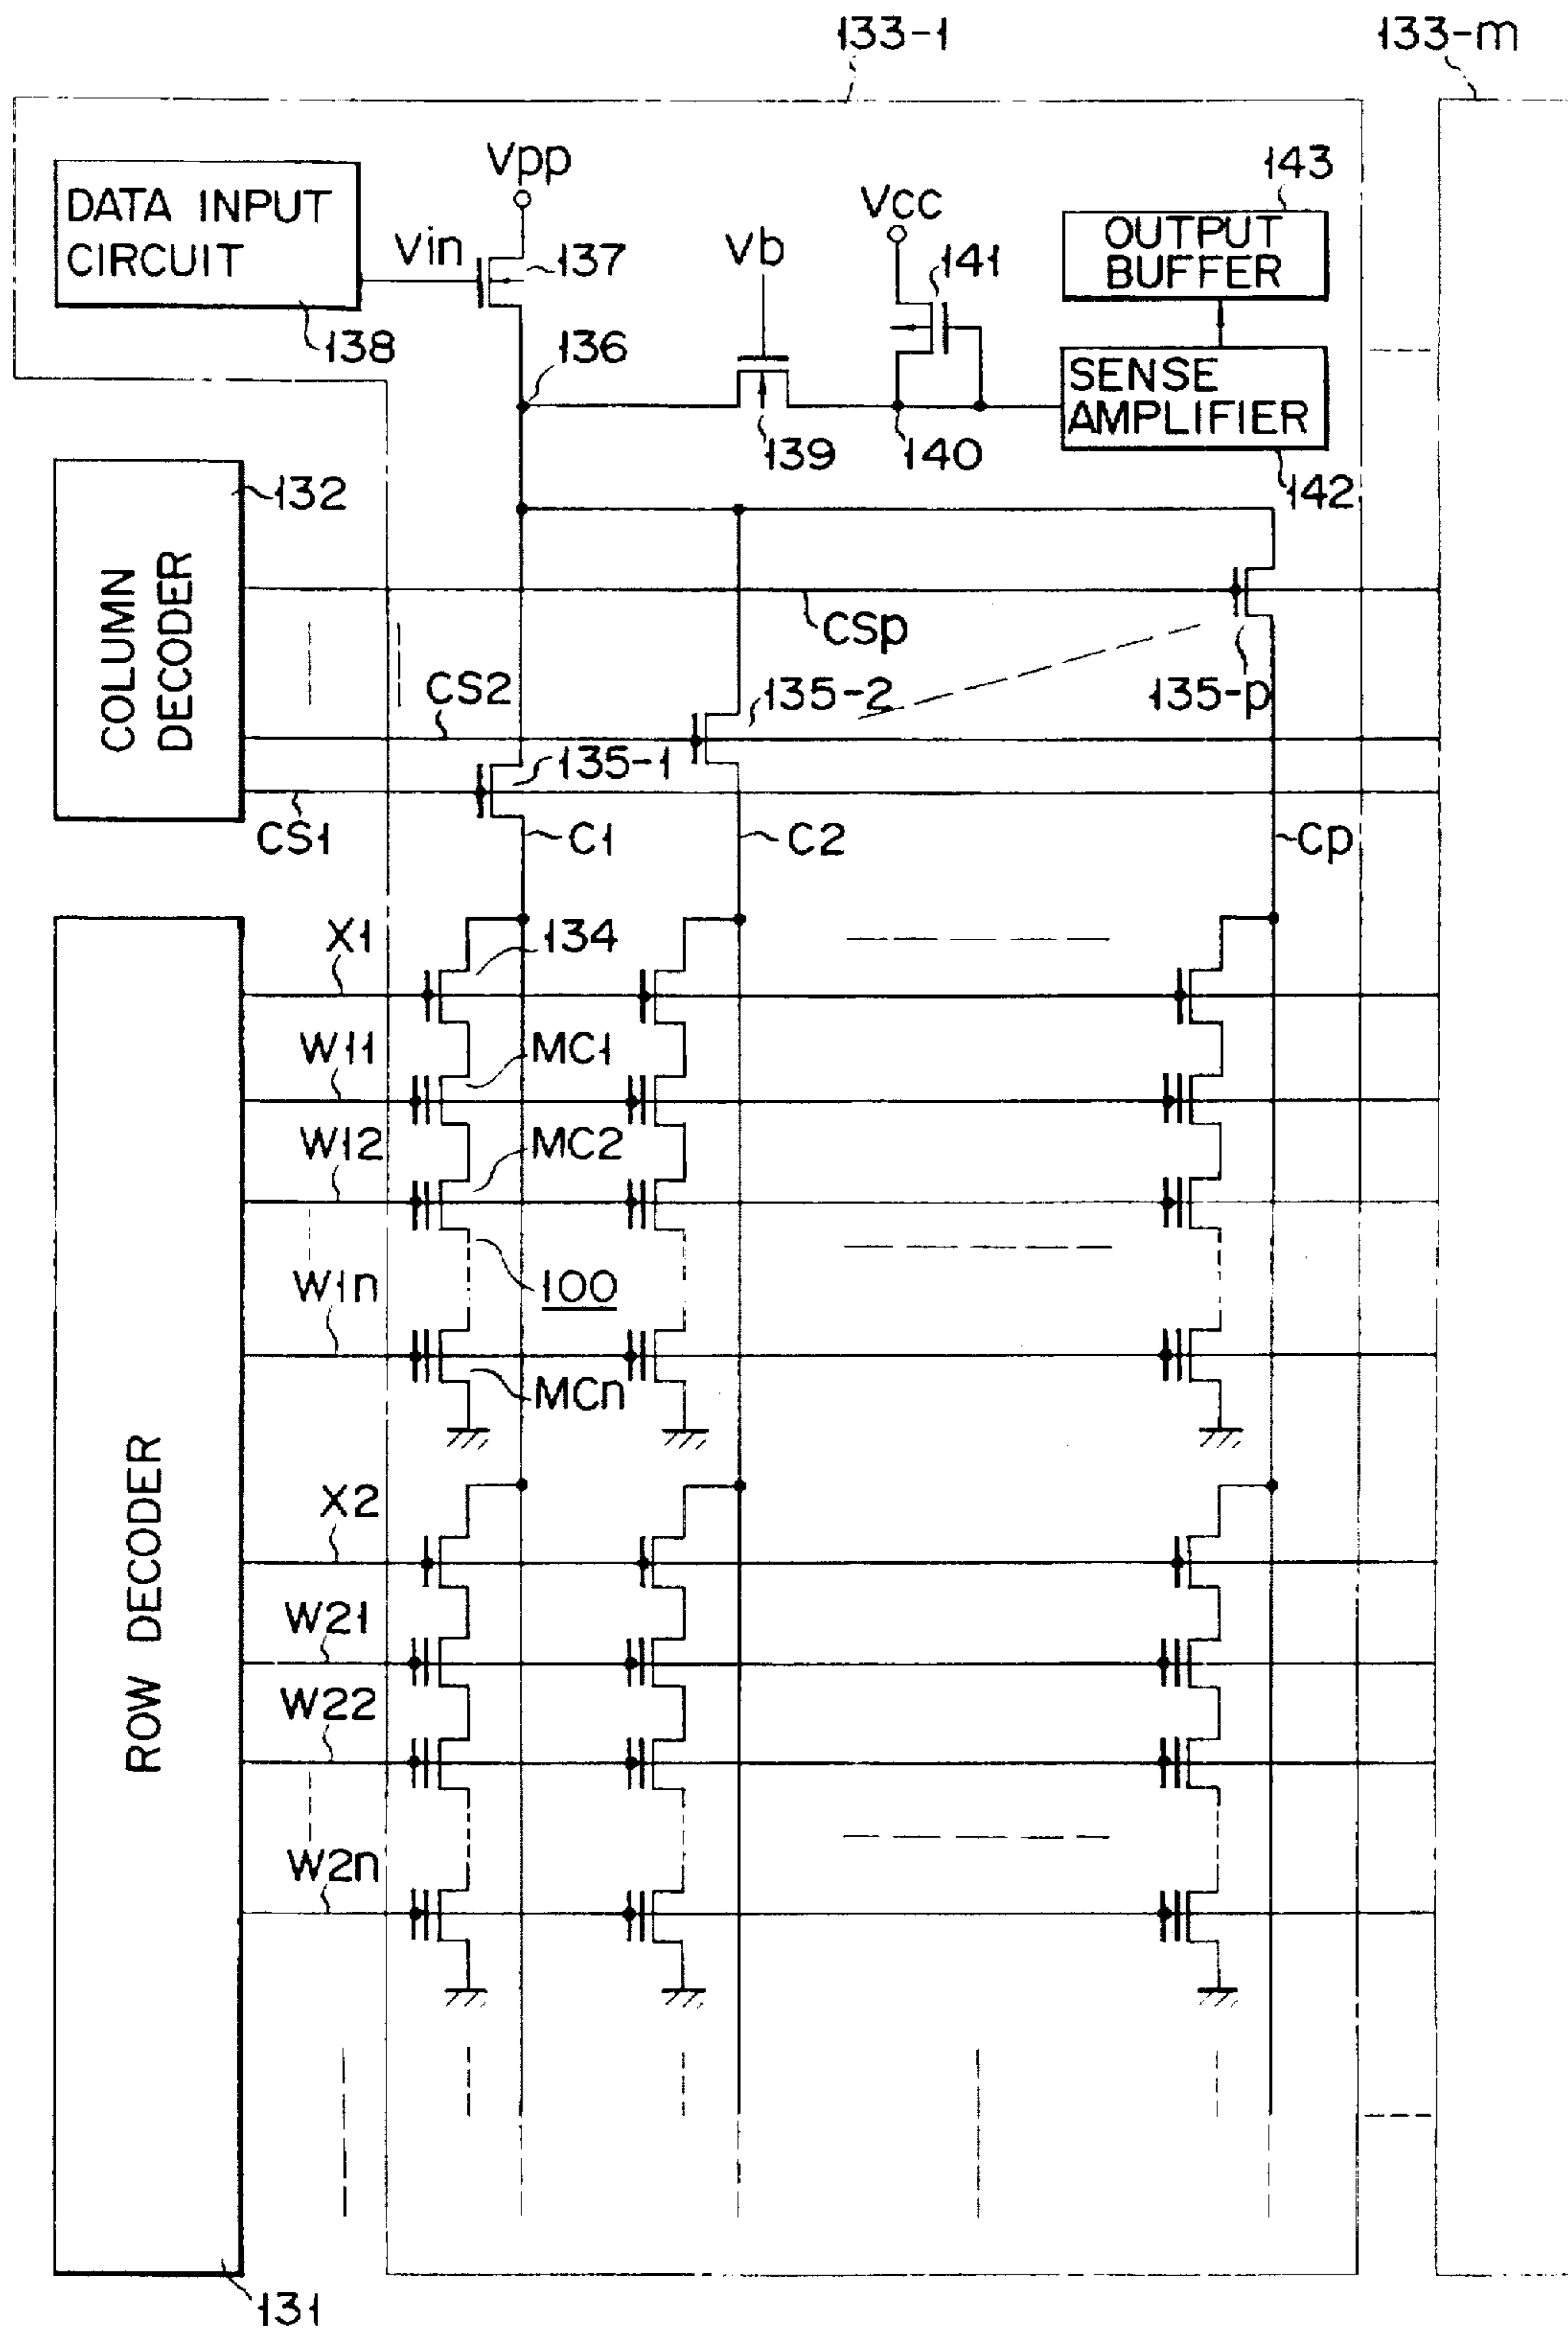 133-1
133-m
Vpp
DATA INPUT
CIRCUIT
Vin
137
138
136
Vb
Vcc
141
143
OUTPUT
BUFFER
SENSE
AMPLIFIER
139
140
142
132
COLUMN
DECODER
CSp
CS2
135-2
135-p
135-1
CS1
C1
C2
Cp
X1
134
W11
MC1
W12
MC2
W1n
100
MCn
ROW DECODER
X2
W21
W22
W2n
131